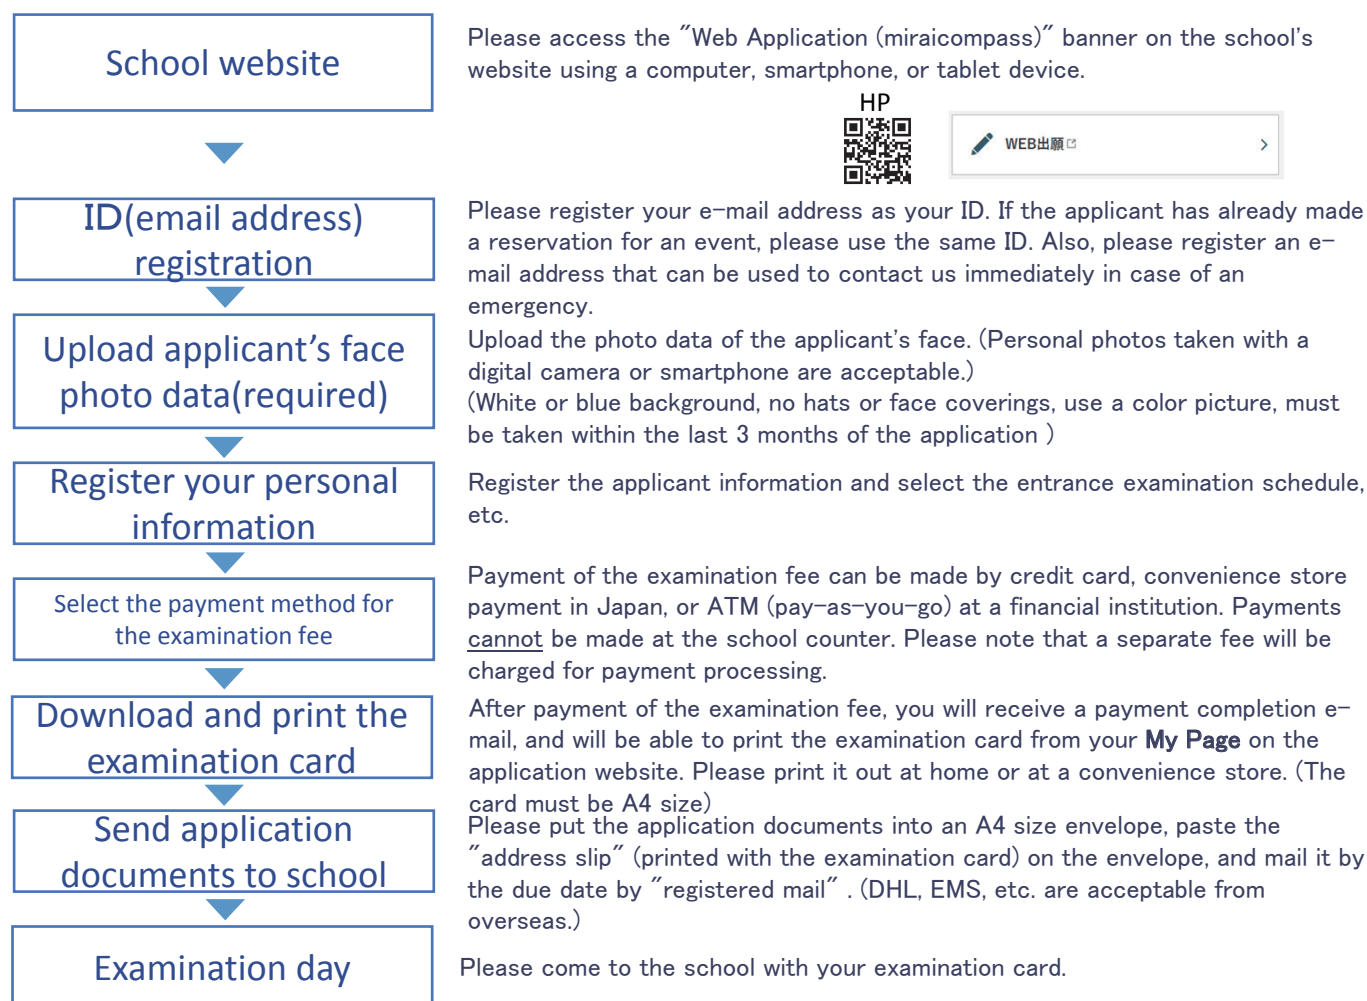 School website
Please access the "Web Application (miraicompass)" banner on the school's
website using a computer, smartphone, or tablet device.
HP
WEB出願
ID(email address)
registration
Please register your e-mail address as your ID. If the applicant has already made
a reservation for an event, please use the same ID. Also, please register an e-
mail address that can be used to contact us immediately in case of an
emergency.
Upload applicant's face
photo data(required)
Upload the photo data of the applicant's face. (Personal photos taken with a
digital camera or smartphone are acceptable.)
(White or blue background, no hats or face coverings, use a color picture, must
be taken within the last 3 months of the application )
Register your personal
information
Register the applicant information and select the entrance examination schedule,
etc.
Select the payment method for
the examination fee
Payment of the examination fee can be made by credit card, convenience store
payment in Japan, or ATM (pay-as-you-go) at a financial institution. Payments
cannot be made at the school counter. Please note that a separate fee will be
charged for payment processing.
Download and print the
examination card
After payment of the examination fee, you will receive a payment completion e-
mail, and will be able to print the examination card from your My Page on the
application website. Please print it out at home or at a convenience store. (The
card must be A4 size)
Send application
documents to school
Please put the application documents into an A4 size envelope, paste the
"address slip" (printed with the examination card) on the envelope, and mail it by
the due date by "registered mail" . (DHL, EMS, etc. are acceptable from
overseas.)
Examination day
Please come to the school with your examination card.